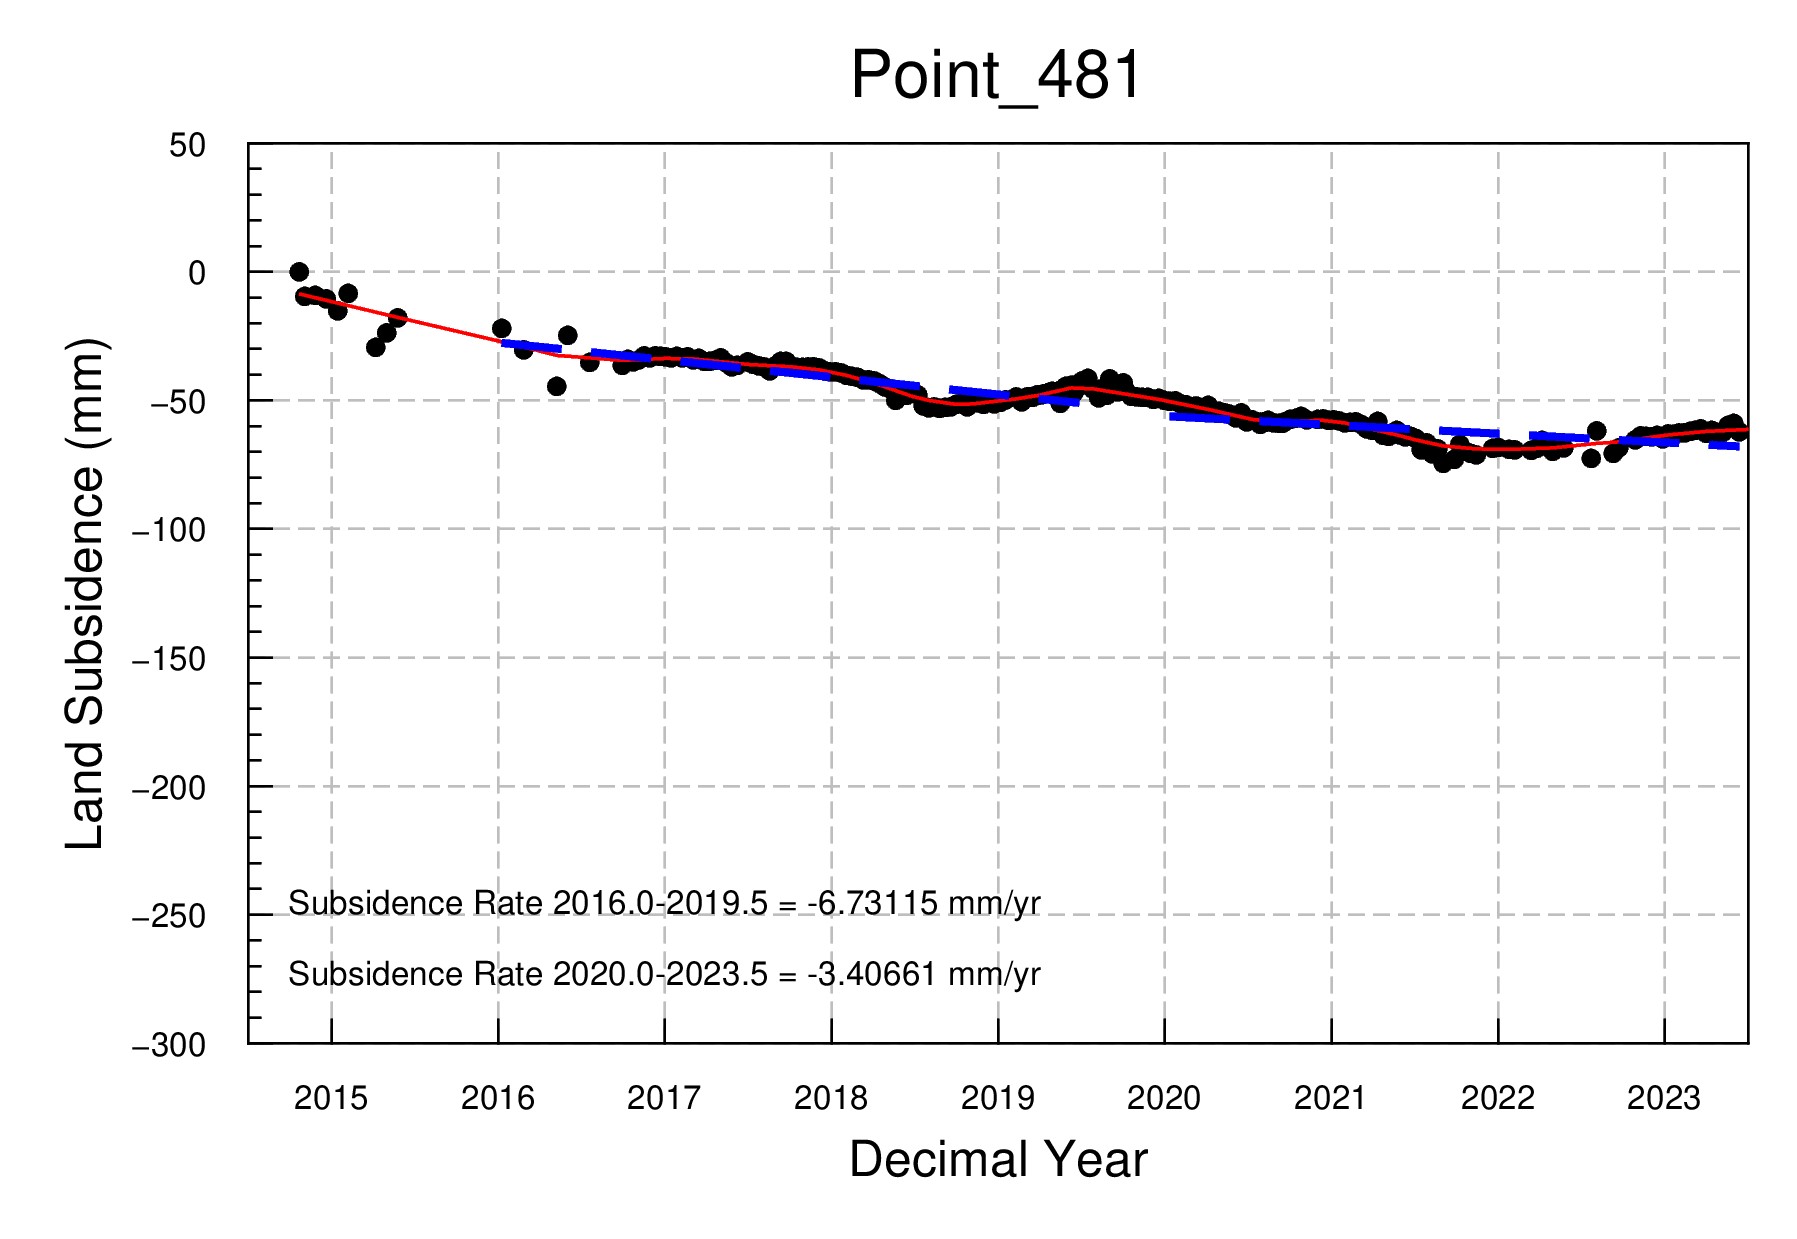 Point_481
50
0
−50
−100
−150
−200
−250
−300
Land Subsidence (mm)
Subsidence Rate 2016.0-2019.5 = -6.73115 mm/yr
Subsidence Rate 2020.0-2023.5 = -3.40661 mm/yr
2015 2016 2017 2018 2019 2020 2021 2022 2023
Decimal Year